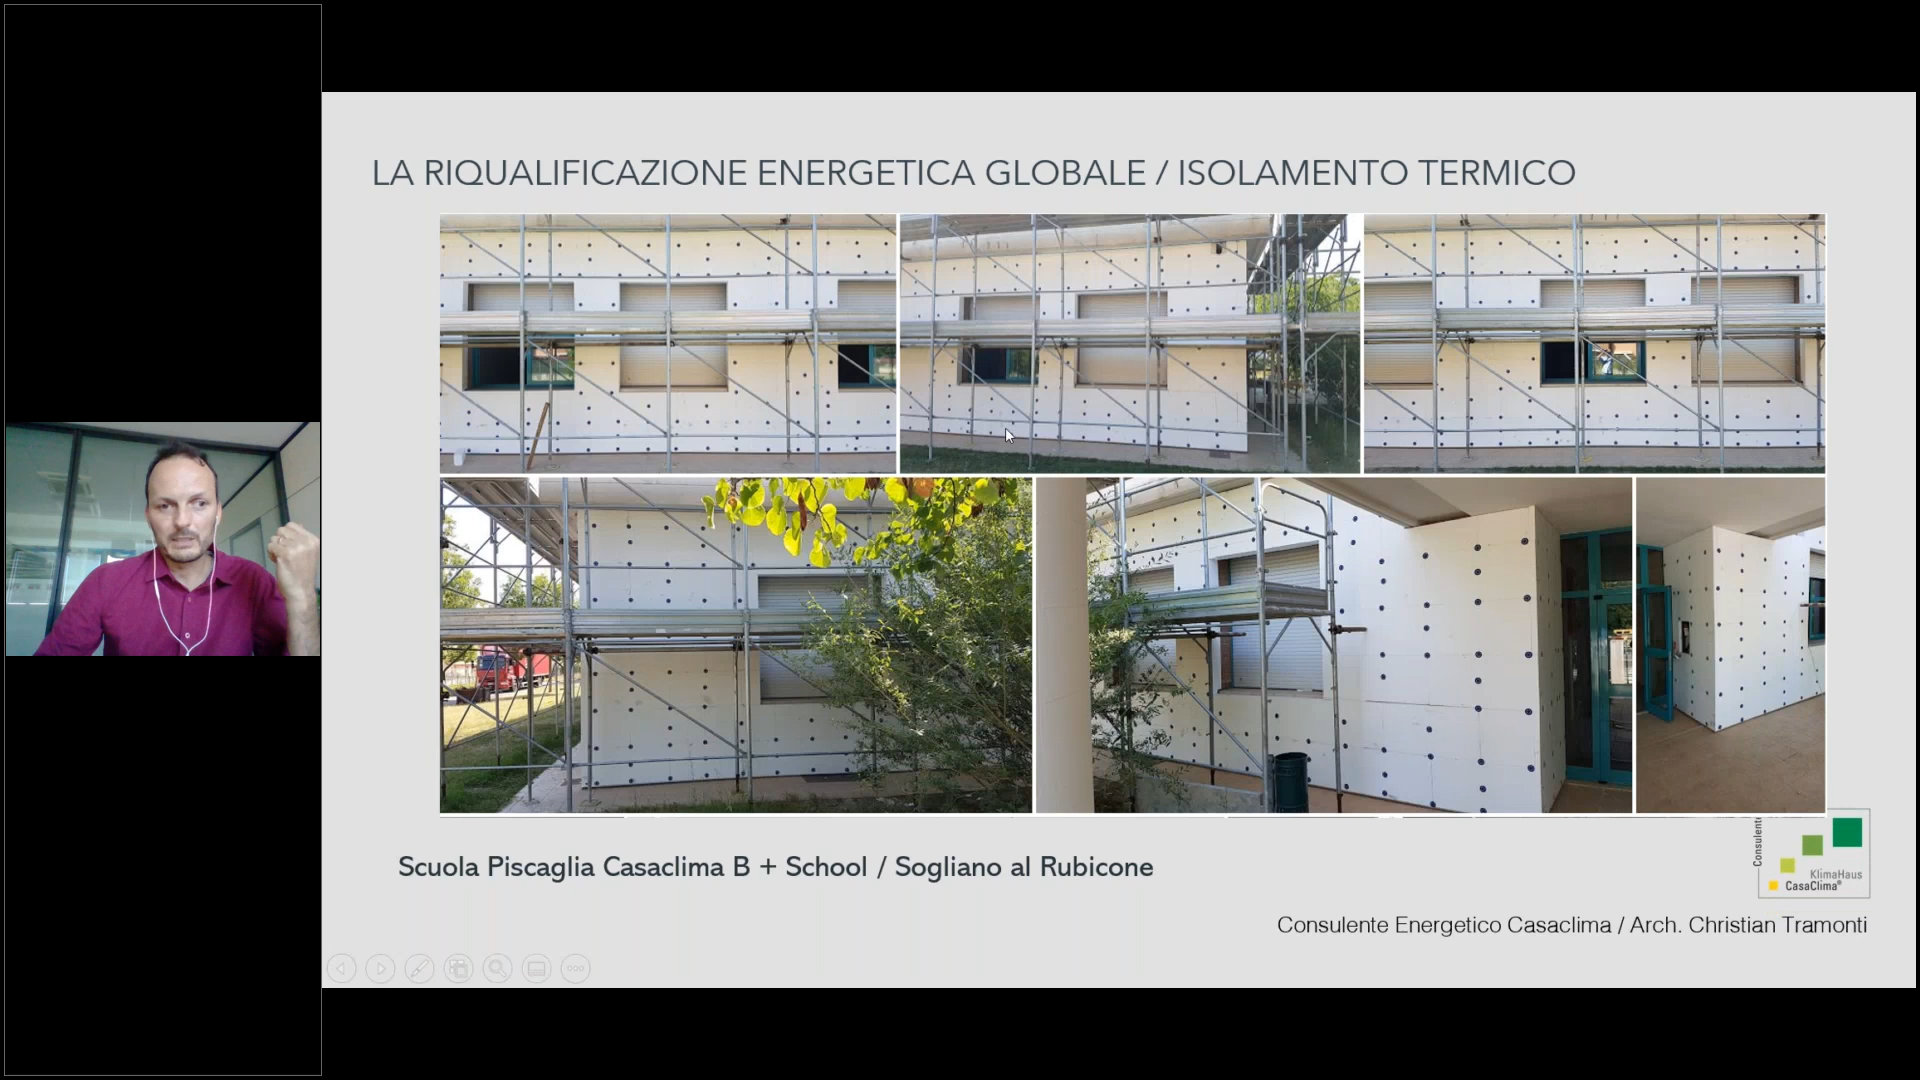 LA RIQUALIFICAZIONE ENERGETICA GLOBALE / ISOLAMENTO TERMICO
Scuola Piscaglia Casaclima B + School / Sogliano al Rubicone
Consulente
KlimaHaus
CasaClima®
Consulente Energetico Casaclima / Arch. Christian Tramonti